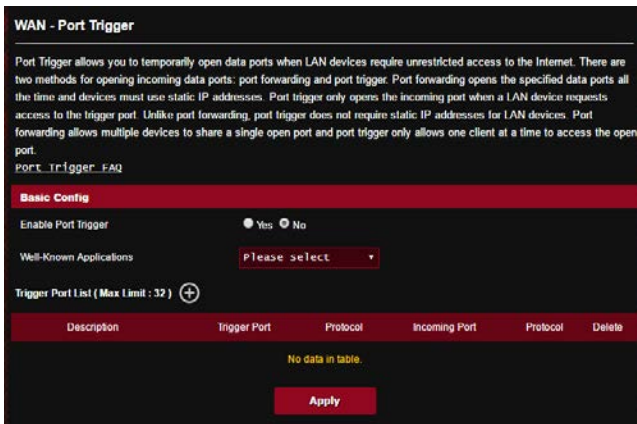 WAN - Port Trigger
Port Trigger allows you to temporarily open data ports when LAN devices require unrestricted access to the Internet. There are
two methods for opening incoming data ports: port forwarding and port trigger. Port forwarding opens the specified data ports all
the time and devices must use static IP addresses. Port trigger only opens the incoming port when a LAN device requests
access to the trigger port. Unlike port forwarding, port trigger does not require static IP addresses for LAN devices. Port
forwarding allows multiple devices to share a single open port and port trigger only allows one client at a time to access the open
port.
Port Trigger FAQ
Basic Config
Enable Port Trigger Yes No
Well-Known Applications Please select
Trigger Port List ( Max Limit : 32 )
Description Trigger Port Protocol Incoming Port Protocol Delete
No data in table.
Apply